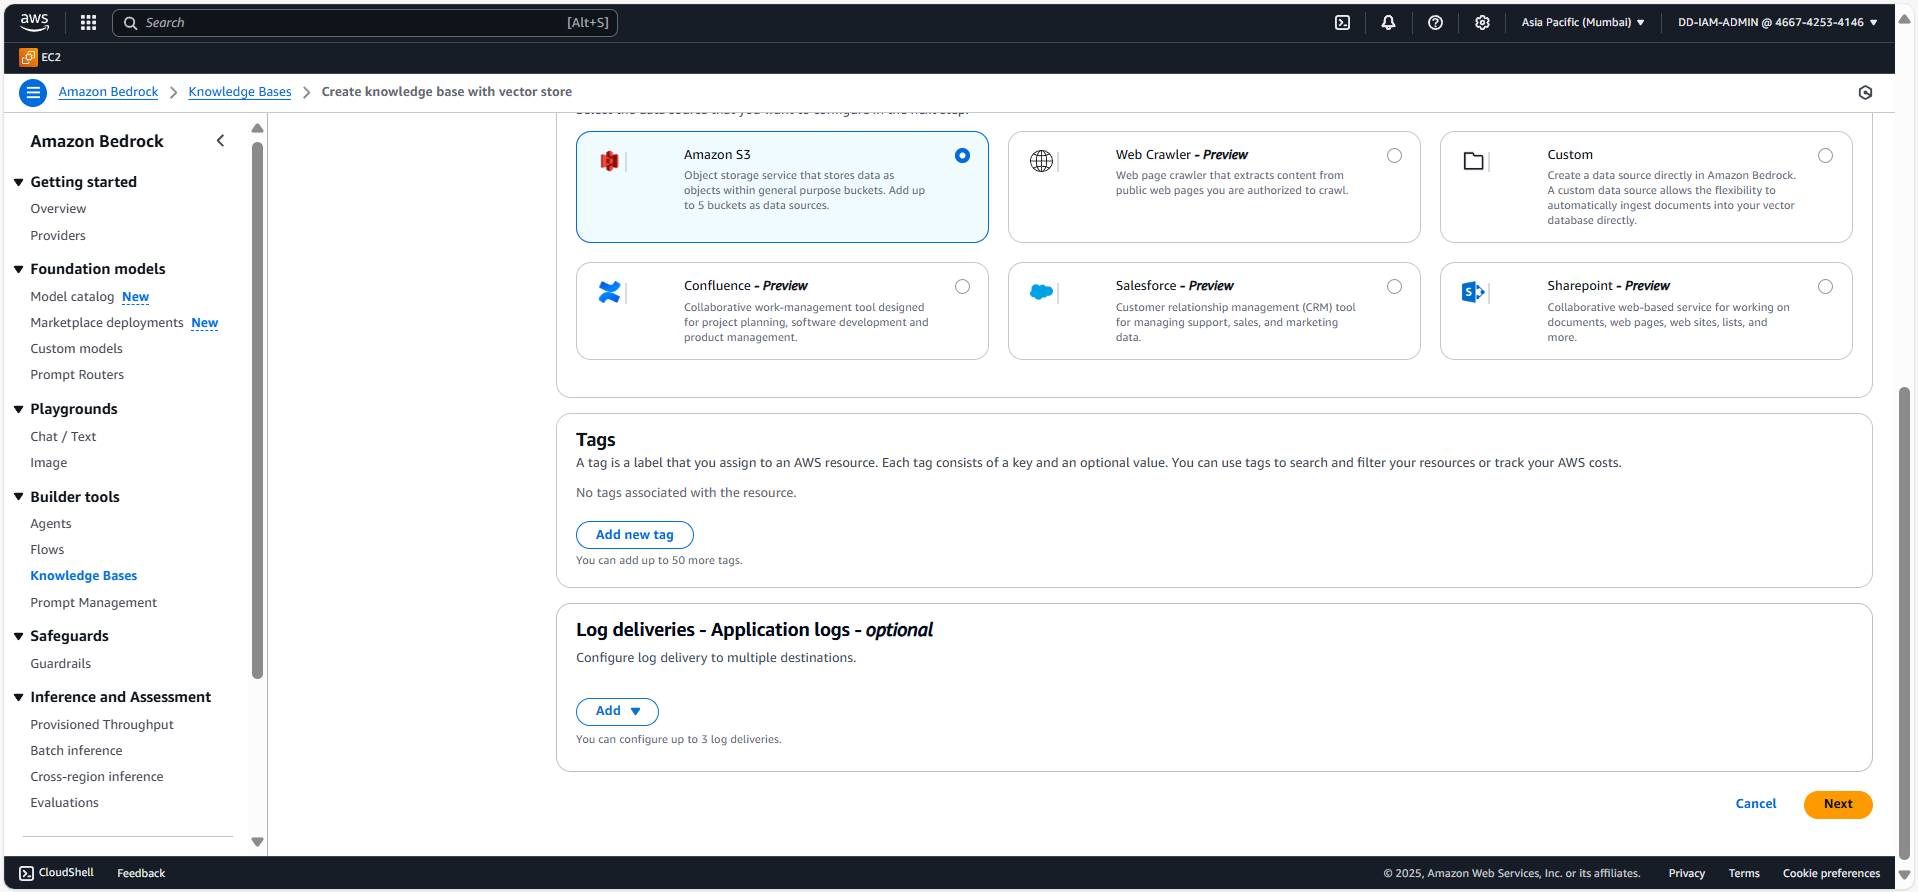 aws
Search
[Alt+S]
Asia Pacific (Mumbai)
DD-IAM-ADMIN @ 4667-4253-4146
EC2
Amazon Bedrock
Knowledge Bases
Create knowledge base with vector store
Amazon Bedrock
Getting started
Overview
Providers
Foundation models
Model catalog New
Marketplace deployments New
Custom models
Prompt Routers
Playgrounds
Chat / Text
Image
Builder tools
Agents
Flows
Knowledge Bases
Prompt Management
Safeguards
Guardrails
Inference and Assessment
Provisioned Throughput
Batch inference
Cross-region inference
Evaluations
Select the data source that you want to configure in the next step.
Amazon S3
Object storage service that stores data as
objects within general purpose buckets. Add up
to 5 buckets as data sources.
Web Crawler - Preview
Web page crawler that extracts content from
public web pages you are authorized to crawl.
Custom
Create a data source directly in Amazon Bedrock.
A custom data source allows the flexibility to
automatically ingest documents into your vector
database directly.
Confluence - Preview
Collaborative work-management tool designed
for project planning, software development and
product management.
Salesforce - Preview
Customer relationship management (CRM) tool
for managing support, sales, and marketing
data.
Sharepoint - Preview
Collaborative web-based service for working on
documents, web pages, web sites, lists, and
more.
Tags
A tag is a label that you assign to an AWS resource. Each tag consists of a key and an optional value. You can use tags to search and filter your resources or track your AWS costs.
No tags associated with the resource.
Add new tag
You can add up to 50 more tags.
Log deliveries - Application logs - optional
Configure log delivery to multiple destinations.
Add
You can configure up to 3 log deliveries.
Cancel
Next
CloudShell
Feedback
© 2025, Amazon Web Services, Inc. or its affiliates.
Privacy
Terms
Cookie preferences